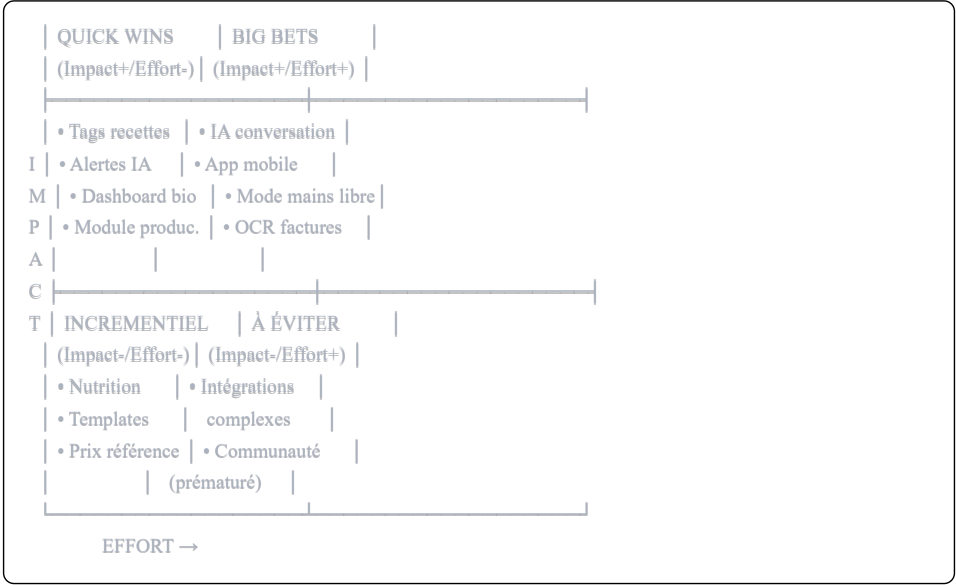 │ QUICK WINS │ BIG BETS │
│ (Impact+/Effort-) │ (Impact+/Effort+) │
├─────────────┼──────────────┤
│ • Tags recettes │ • IA conversation │
I │ • Alertes IA │ • App mobile │
M │ • Dashboard bio │ • Mode mains libre│
P │ • Module produc. │ • OCR factures │
A │ │ │
C ├─────────────┼──────────────┤
T │ INCREMENTIEL │ À ÉVITER │
│ (Impact-/Effort-) │ (Impact-/Effort+) │
│ • Nutrition │ • Intégrations │
│ • Templates │ complexes │
│ • Prix référence │ • Communauté │
│ │ (prématuré) │
└─────────────┴──────────────┘
EFFORT →